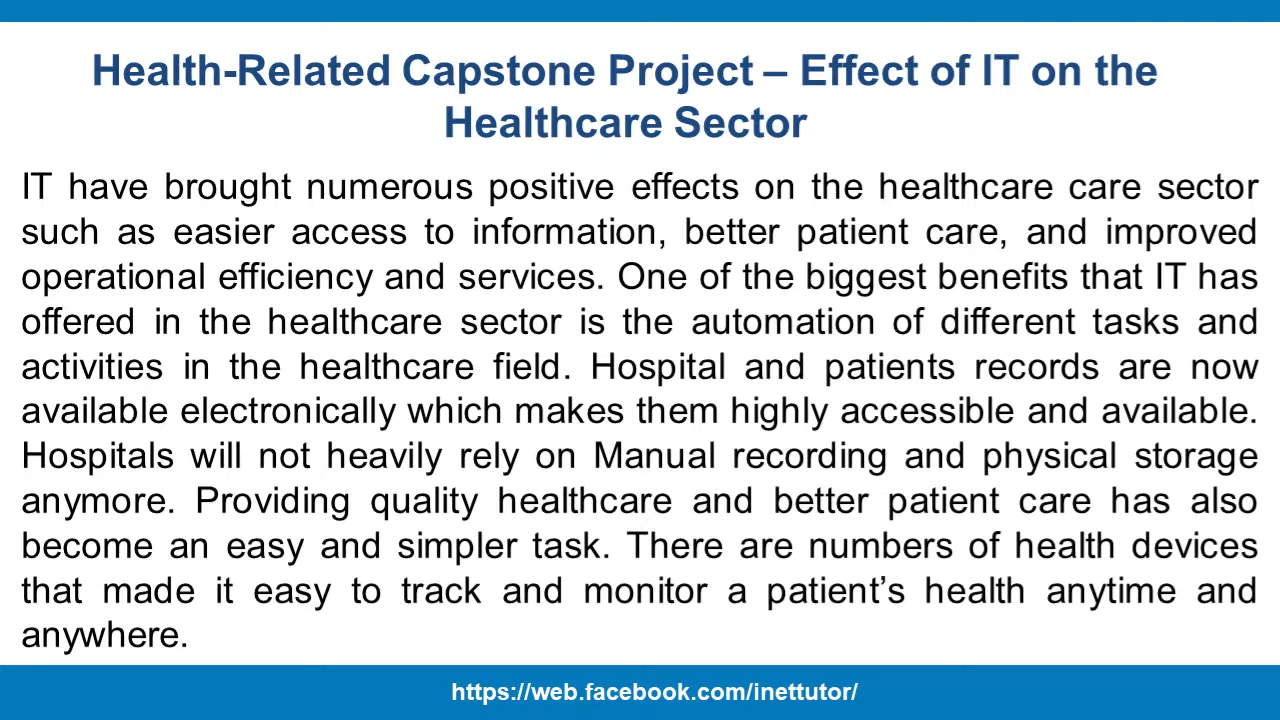 Health-Related Capstone Project – Effect of IT on the
Healthcare Sector
IT have brought numerous positive effects on the healthcare care sector
such as easier access to information, better patient care, and improved
operational efficiency and services. One of the biggest benefits that IT has
offered in the healthcare sector is the automation of different tasks and
activities in the healthcare field. Hospital and patients records are now
available electronically which makes them highly accessible and available.
Hospitals will not heavily rely on Manual recording and physical storage
anymore. Providing quality healthcare and better patient care has also
become an easy and simpler task. There are numbers of health devices
that made it easy to track and monitor a patient’s health anytime and
anywhere.
https://web.facebook.com/inettutor/